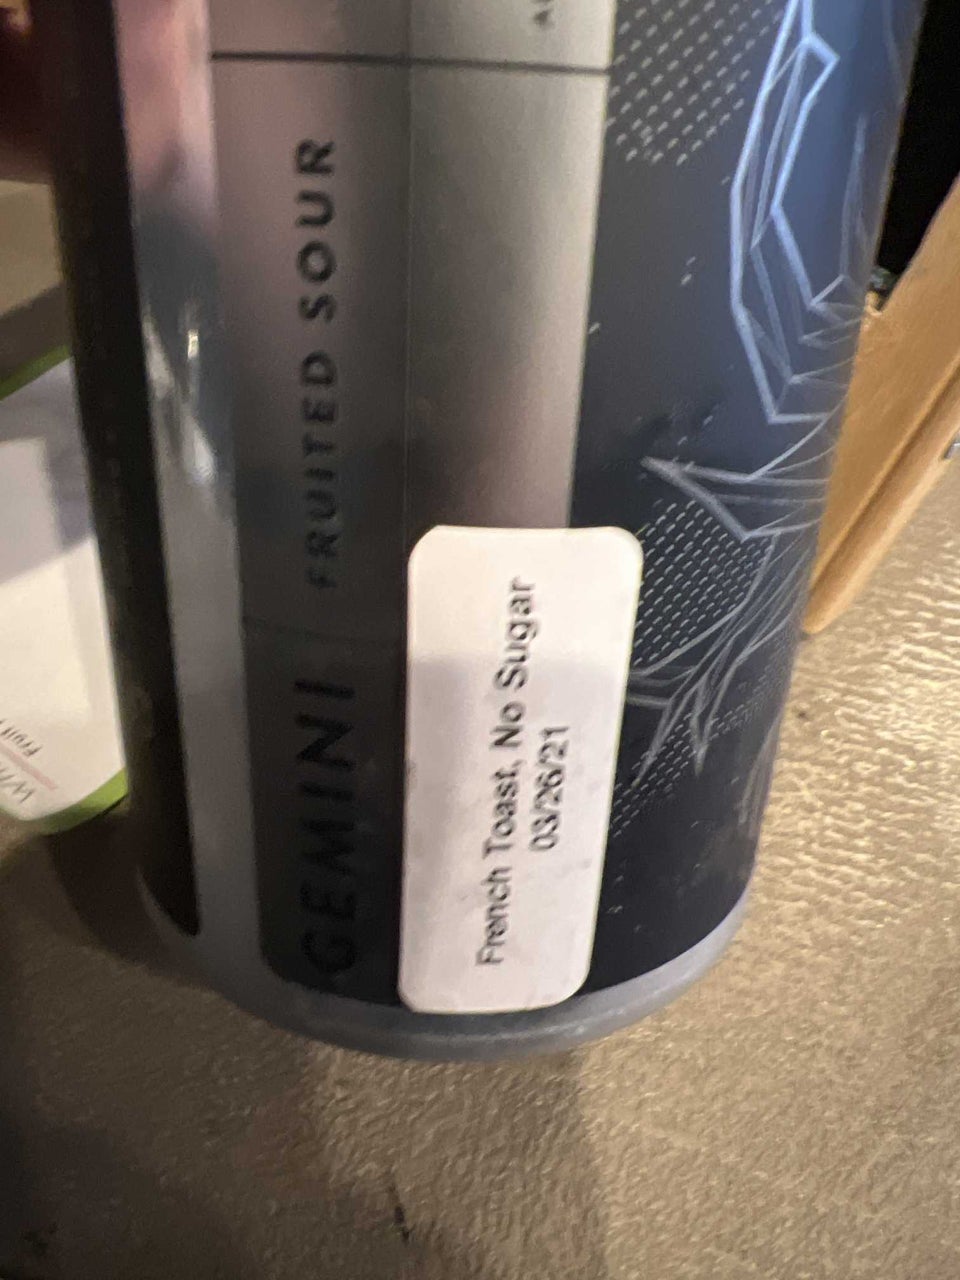 GEMINI FRUITED SOUR
French Toast, No Sugar
03/26/21